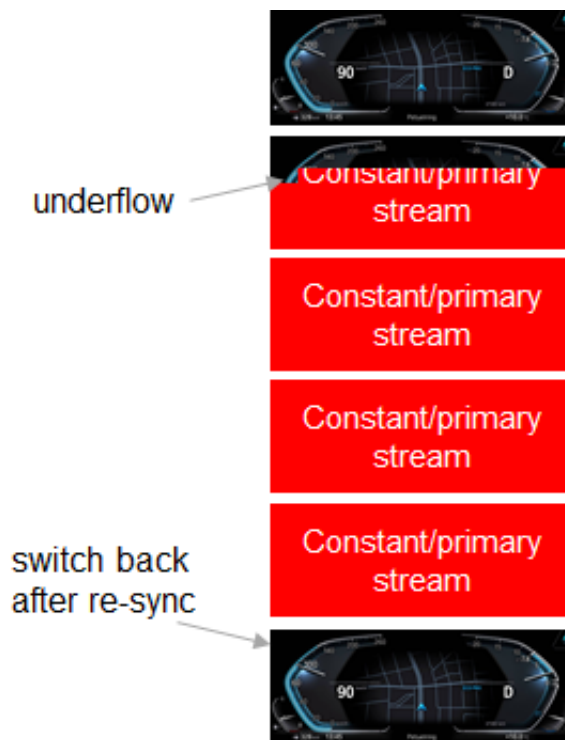 90
D
underflow
Constant/primary
stream
Constant/primary
stream
Constant/primary
stream
Constant/primary
stream
switch back
after re-sync
90
D